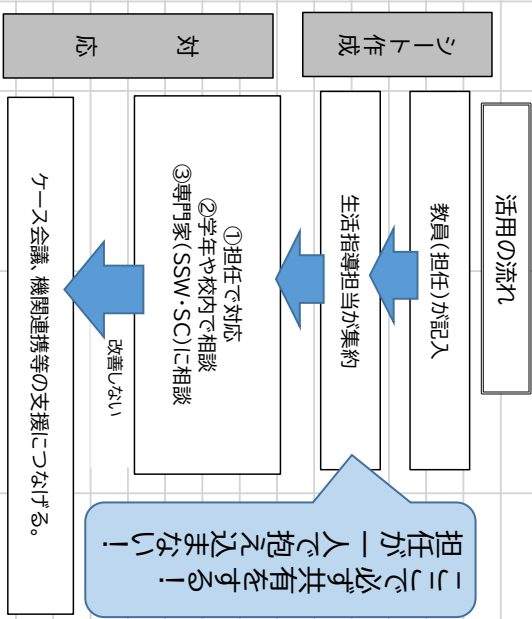 活用の流れ
シート作成
教員(担任)が記入
生活指導担当が集約
ここで必ず共有をする!
担任が一人で抱え込まない!
対 応
①担任で対応
②学年や校内で相談
③専門家(SSW・SC)に相談
改善しない
ケース会議、機関連携等の支援につなげる。